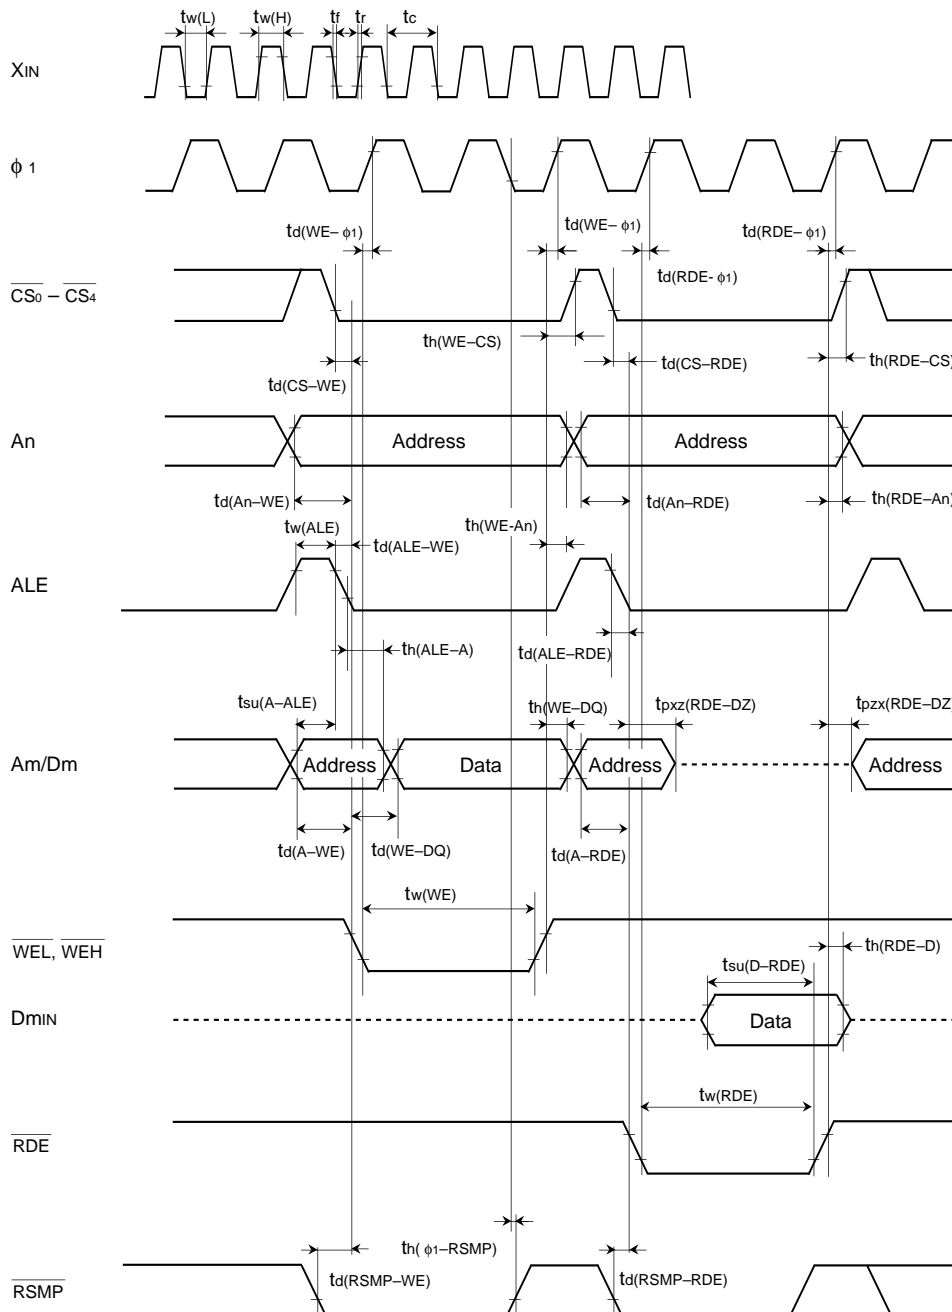 tw(L) tw(H) tf tr tc
XIN
ϕ 1
td(WE– ϕ1) td(WE– ϕ1) td(RDE– ϕ1)
td(RDE- ϕ1)
CS0 – CS4
th(WE–CS) td(CS–RDE) th(RDE–CS)
td(CS–WE)
An Address Address
td(An–WE) td(An–RDE) th(RDE–An)
tw(ALE) th(WE-An)
td(ALE–WE)
ALE
th(ALE–A) td(ALE–RDE)
tsu(A–ALE) th(WE–DQ) tpxz(RDE–DZ) tpzx(RDE–DZ)
Am/Dm Address Data Address Address
td(A–WE) td(WE–DQ) td(A–RDE)
tw(WE)
WEL, WEH
th(RDE–D)
tsu(D–RDE)
DmIN Data
tw(RDE)
RDE
th( ϕ1–RSMP)
td(RSMP–WE) td(RSMP–RDE)
RSMP